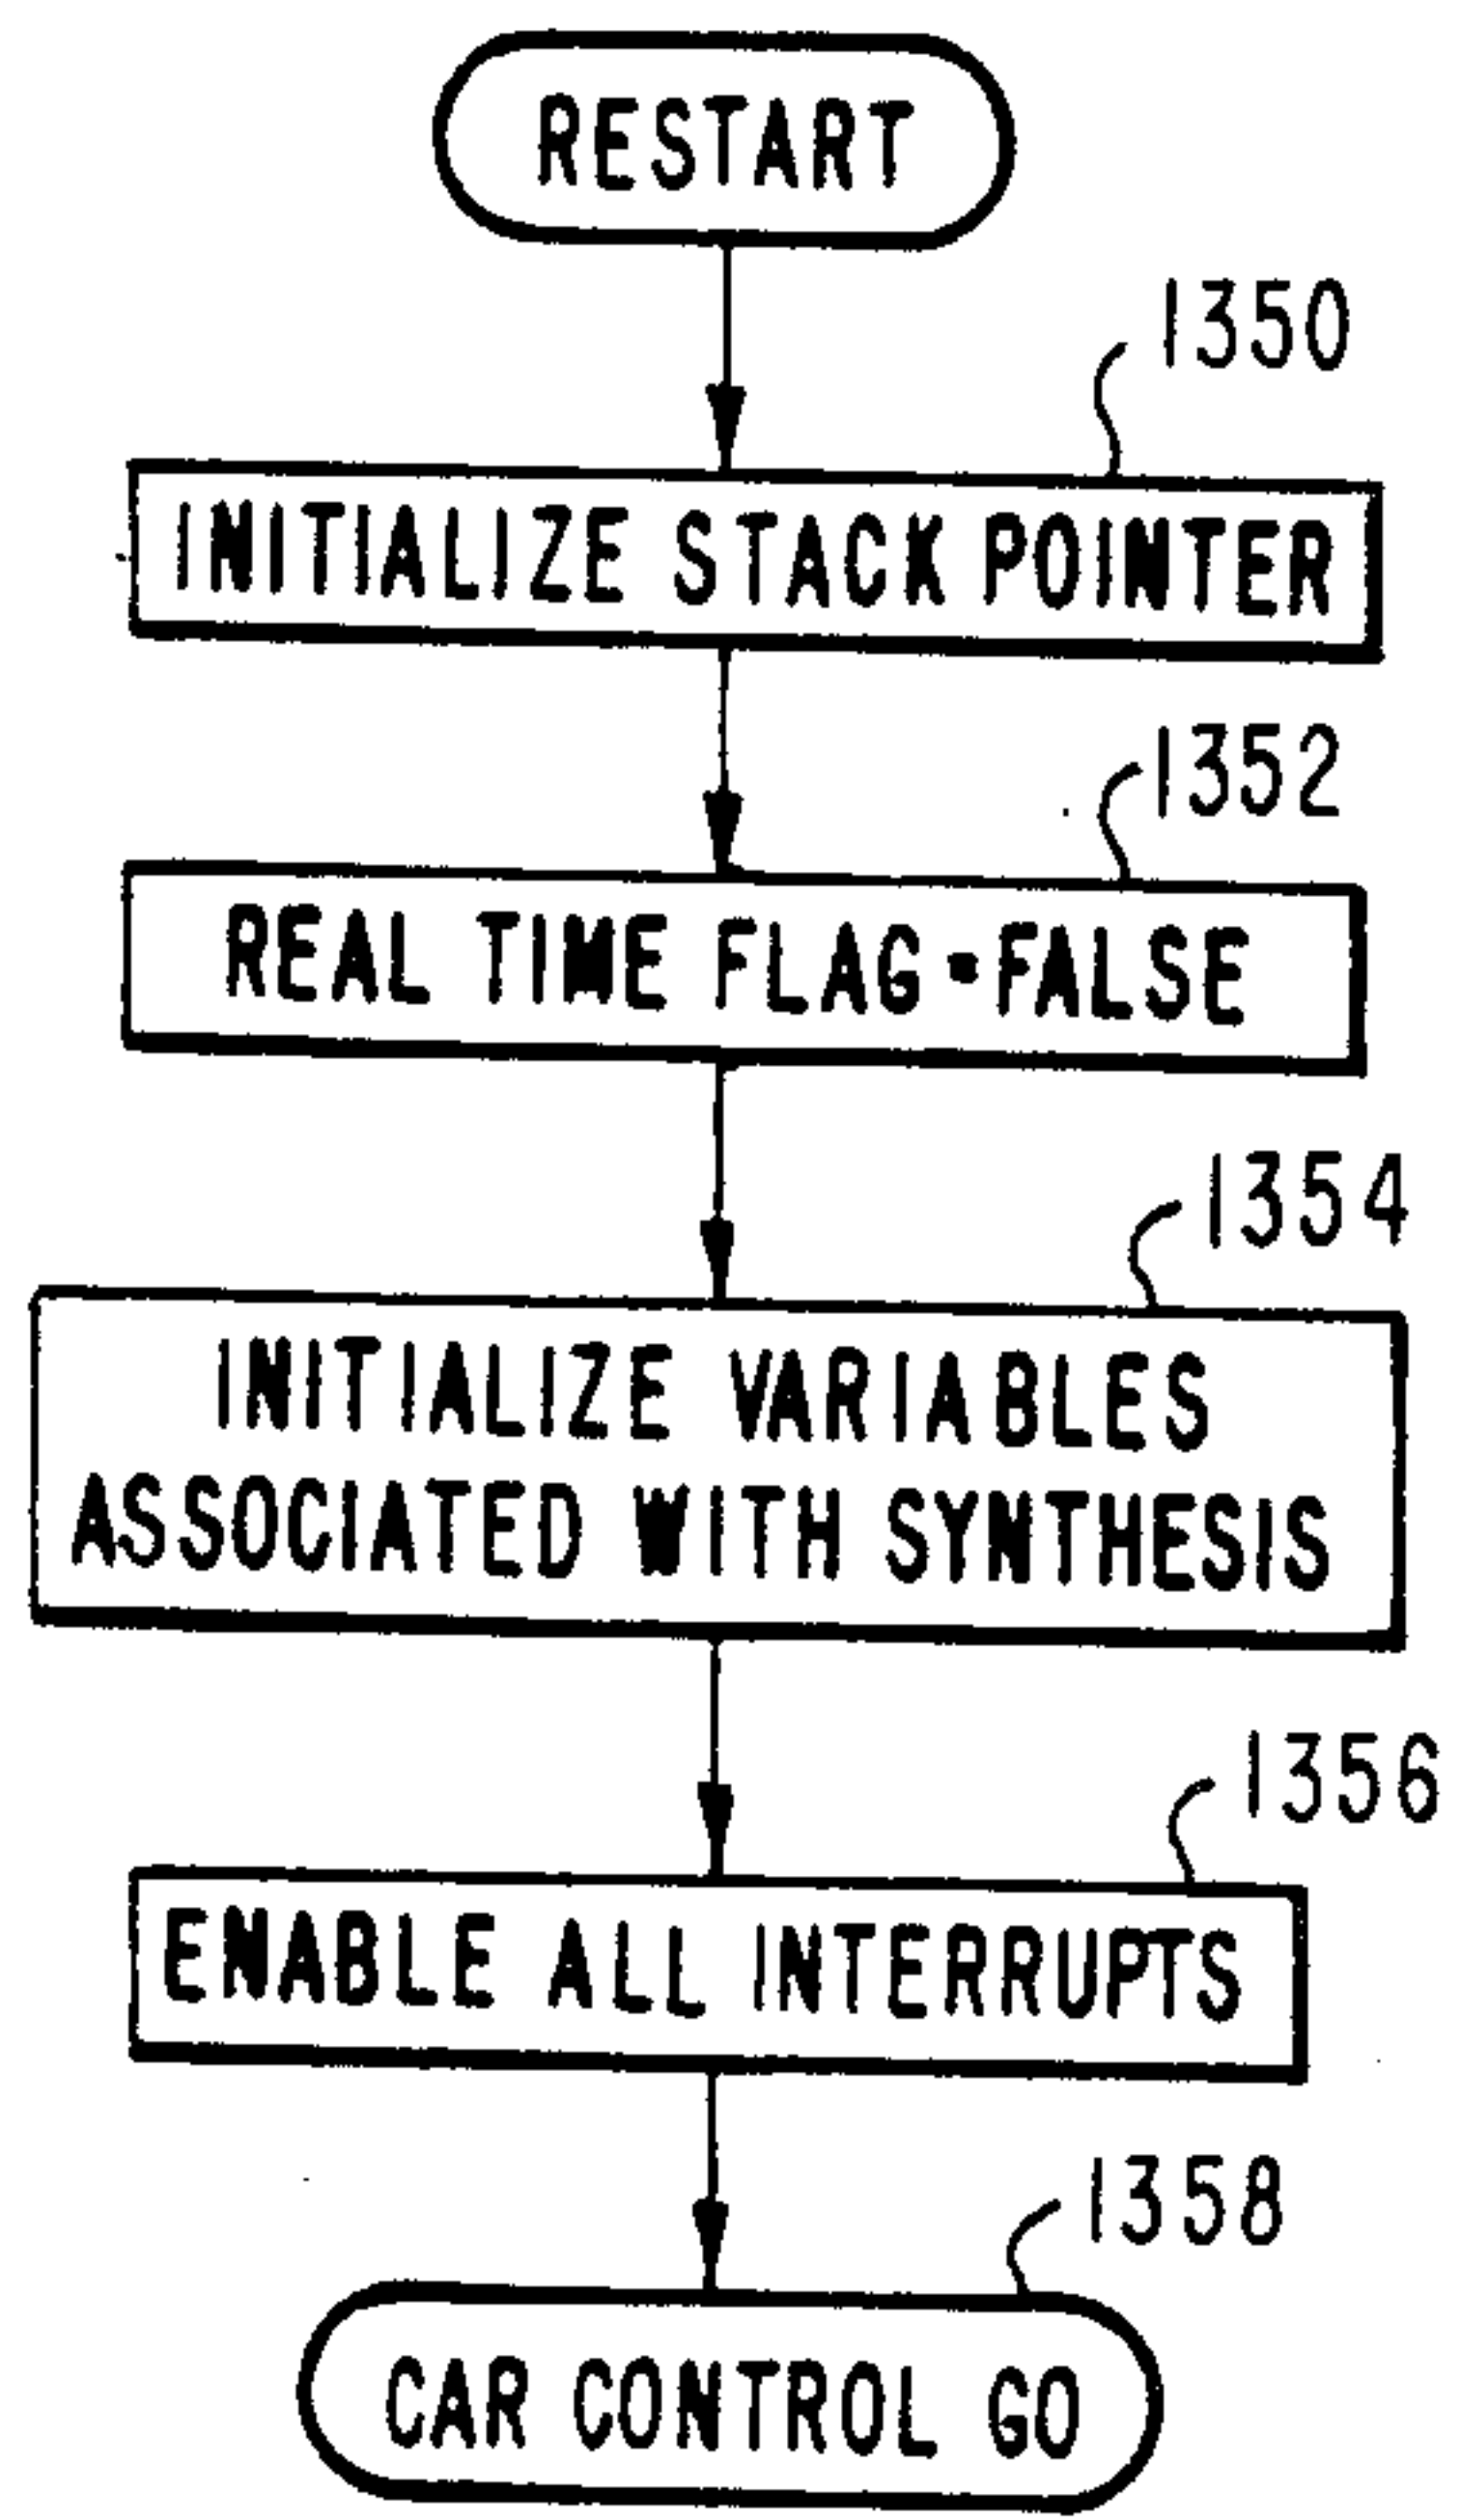 RESTART
1350
INITIALIZE STACK POINTER
1352
REAL TIME FLAG=FALSE
1354
INITIALIZE VARIABLES
ASSOCIATED WITH SYNTHESIS
1356
ENABLE ALL INTERRUPTS
1358
CAR CONTROL GO